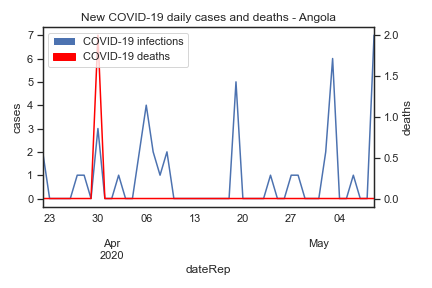 New COVID-19 daily cases and deaths - Angola
COVID-19 infections
COVID-19 deaths
7
6
5
4
3
2
1
0
cases
2.0
1.5
1.0
0.5
0.0
deaths
23 30 06 13 20 27 04
Apr May
2020
dateRep